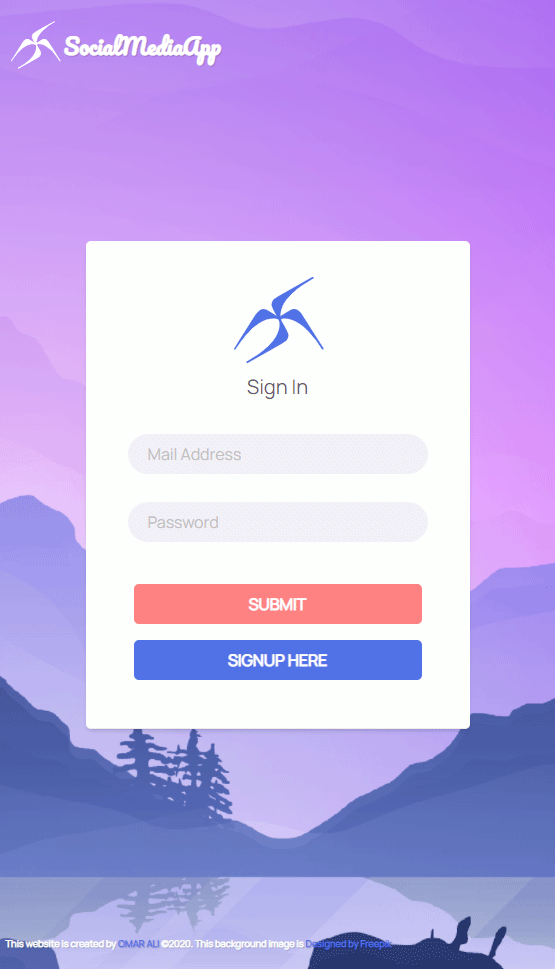 SocialMediaApp
Sign In
Mail Address
Password
SUBMIT
SIGNUP HERE
This website is created by OMAR ALI ©2020. This background image is Designed by Freepik